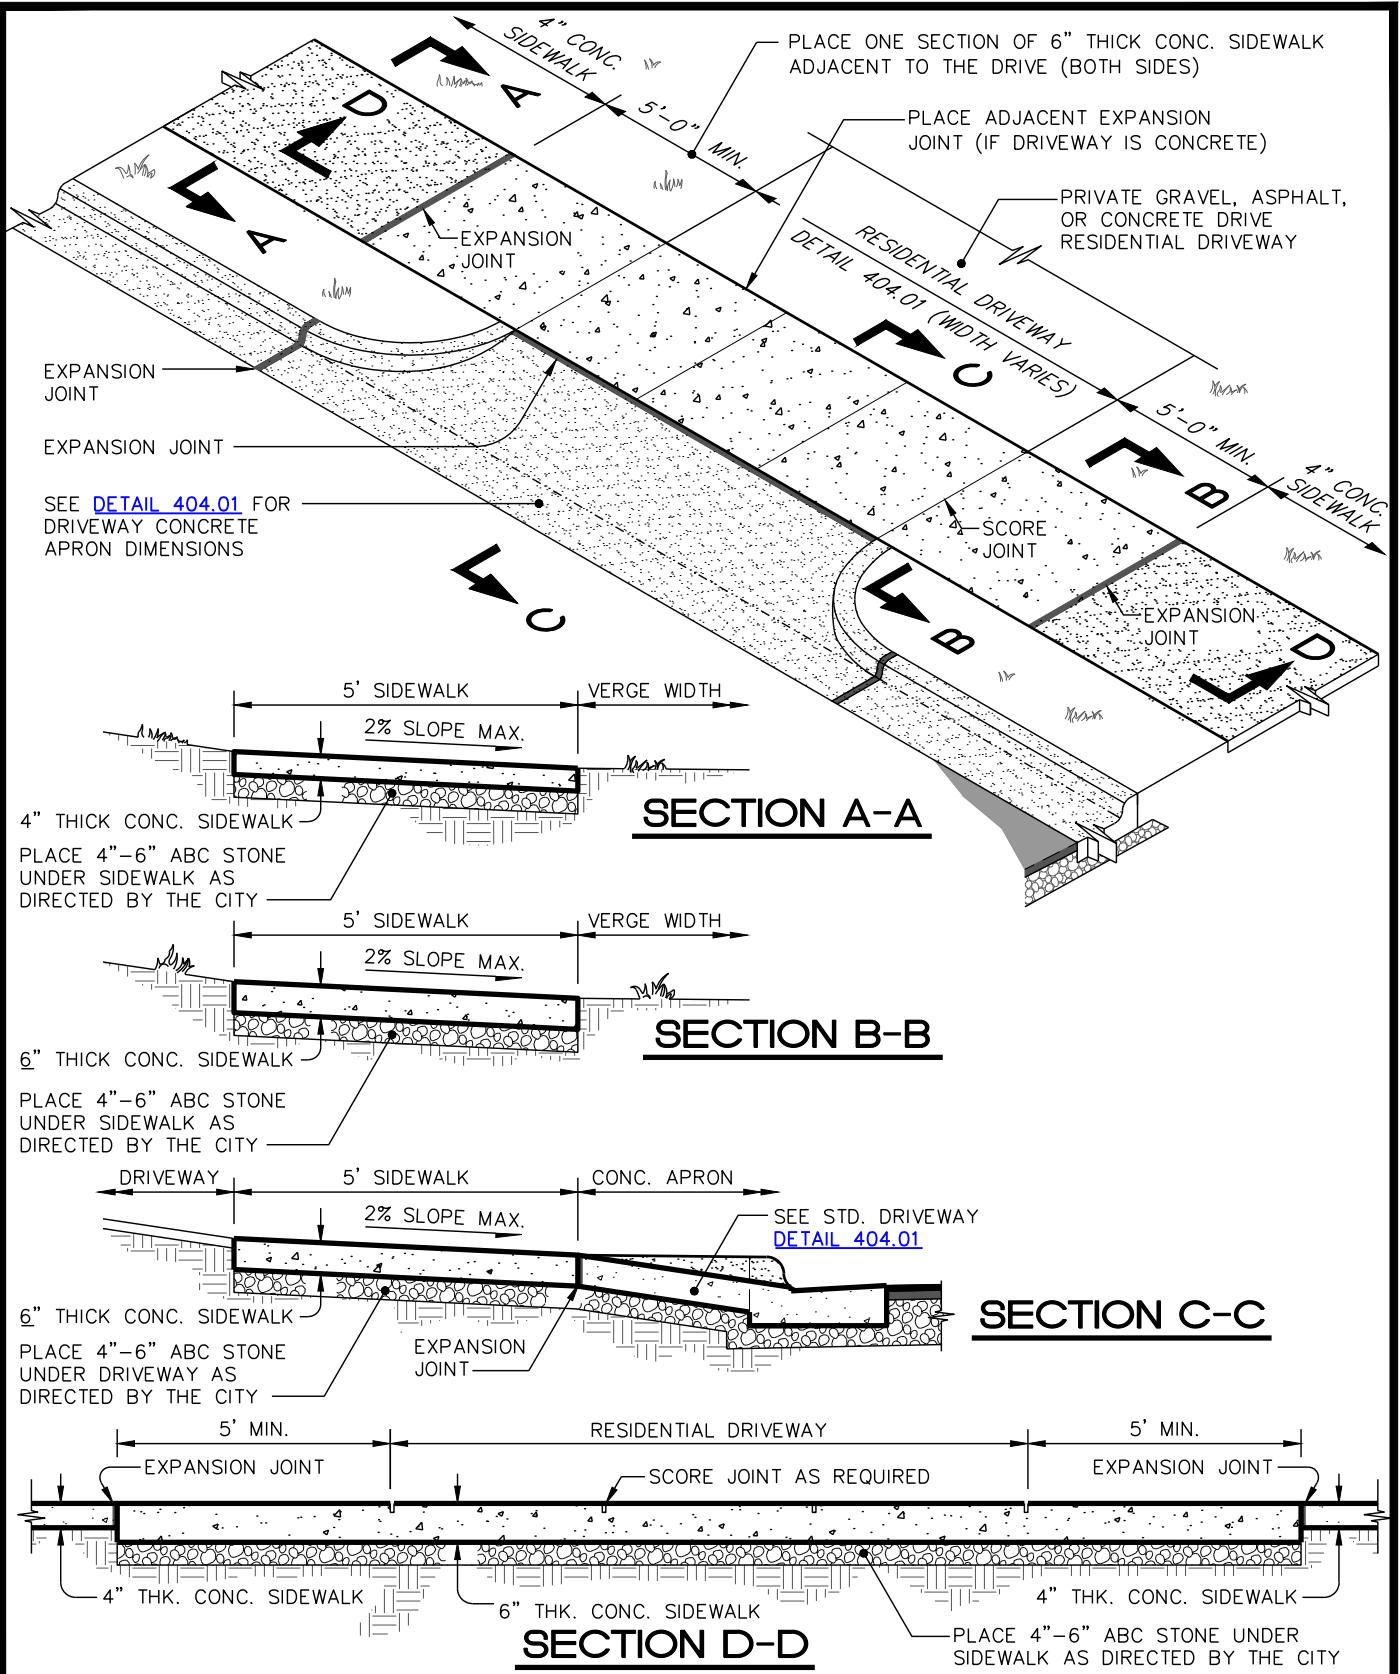 4" CONC.
SIDEWALK
PLACE ONE SECTION OF 6" THICK CONC. SIDEWALK
ADJACENT TO THE DRIVE (BOTH SIDES)
A
D
5'-0" MIN.
PLACE ADJACENT EXPANSION
JOINT (IF DRIVEWAY IS CONCRETE)
PRIVATE GRAVEL, ASPHALT,
OR CONCRETE DRIVE
RESIDENTIAL DRIVEWAY
A
EXPANSION
JOINT
RESIDENTIAL DRIVEWAY
DETAIL 404.01 (WIDTH VARIES)
C
EXPANSION
JOINT
EXPANSION JOINT
5'-0" MIN.
4" CONC.
SIDEWALK
B
SEE DETAIL 404.01 FOR
DRIVEWAY CONCRETE
APRON DIMENSIONS
SCORE
JOINT
C
B
EXPANSION
JOINT
D
5' SIDEWALK
VERGE WIDTH
2% SLOPE MAX.
4" THICK CONC. SIDEWALK
PLACE 4"-6" ABC STONE
UNDER SIDEWALK AS
DIRECTED BY THE CITY
SECTION A-A
5' SIDEWALK
VERGE WIDTH
2% SLOPE MAX.
6" THICK CONC. SIDEWALK
PLACE 4"-6" ABC STONE
UNDER SIDEWALK AS
DIRECTED BY THE CITY
SECTION B-B
DRIVEWAY
5' SIDEWALK
CONC. APRON
2% SLOPE MAX.
SEE STD. DRIVEWAY
DETAIL 404.01
6" THICK CONC. SIDEWALK
PLACE 4"-6" ABC STONE
UNDER DRIVEWAY AS
DIRECTED BY THE CITY
EXPANSION
JOINT
SECTION C-C
5' MIN.
RESIDENTIAL DRIVEWAY
5' MIN.
EXPANSION JOINT
SCORE JOINT AS REQUIRED
EXPANSION JOINT
4" THK. CONC. SIDEWALK
6" THK. CONC. SIDEWALK
4" THK. CONC. SIDEWALK
SECTION D-D
PLACE 4"-6" ABC STONE UNDER
SIDEWALK AS DIRECTED BY THE CITY